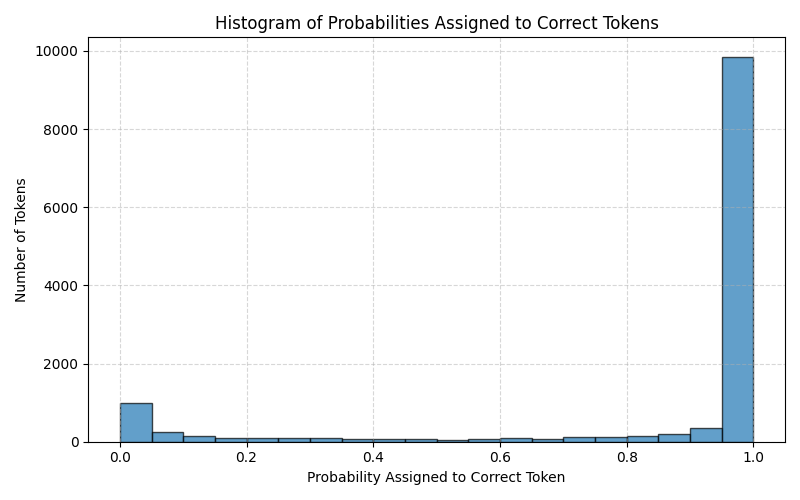 Histogram of Probabilities Assigned to Correct Tokens
Number of Tokens
10000
8000
6000
4000
2000
0
0.0 0.2 0.4 0.6 0.8 1.0
Probability Assigned to Correct Token